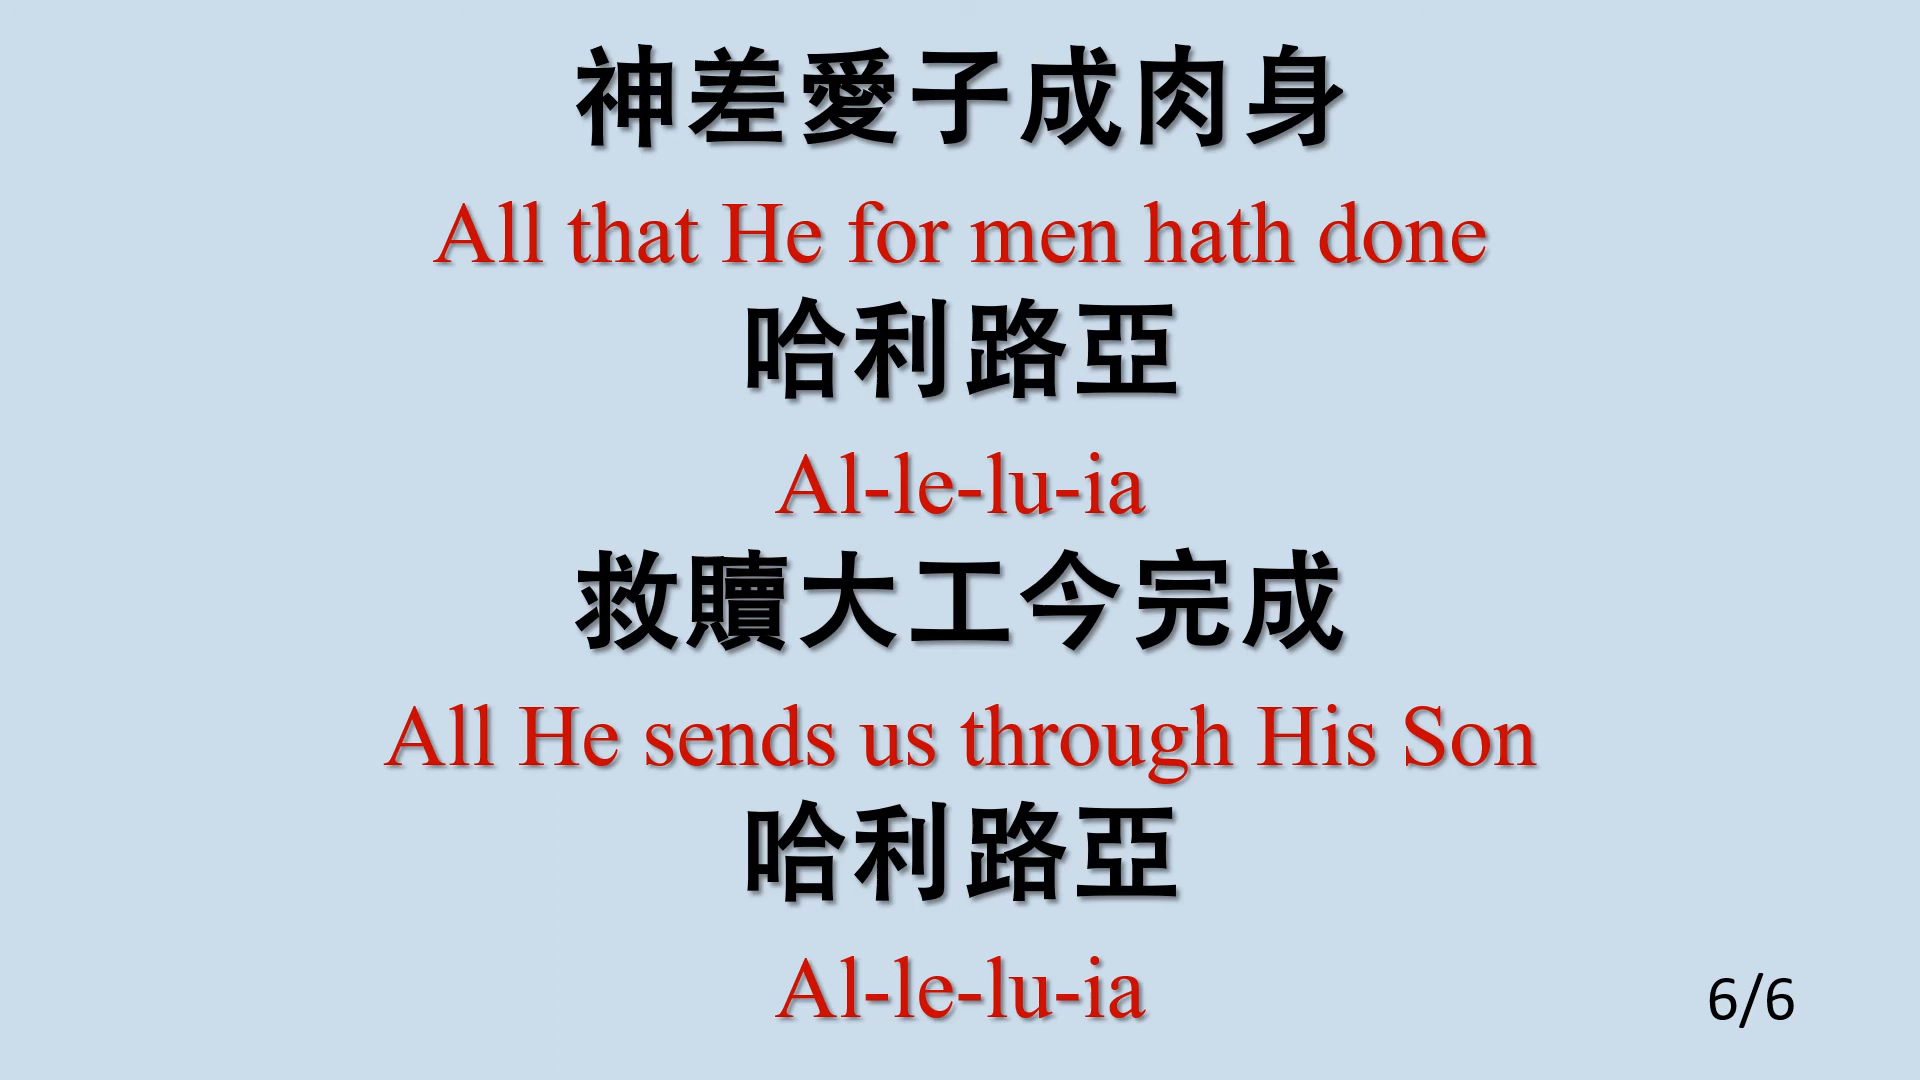 神差愛子成肉身
All that He for men hath done
哈利路亞
Al-le-lu-ia
救贖大工今完成
All He sends us through His Son
哈利路亞
Al-le-lu-ia
6/6